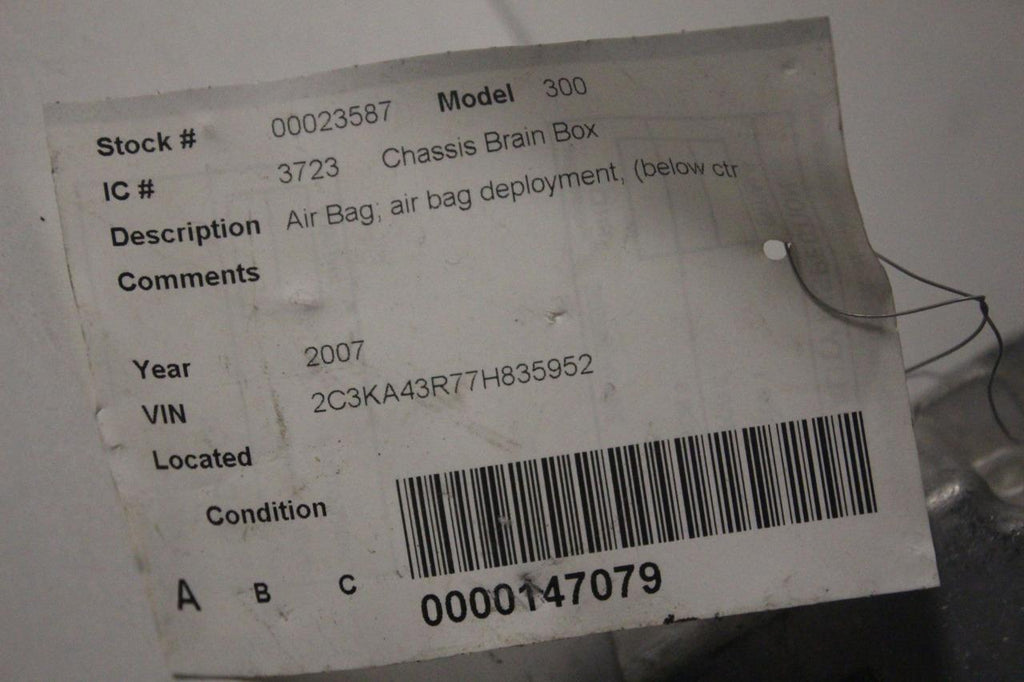 Stock # 00023587 Model 300
IC # 3723 Chassis Brain Box
Description Air Bag; air bag deployment, (below ctr
Comments
Year 2007
VIN 2C3KA43R77H835952
Located
Condition
A B C
0000147079